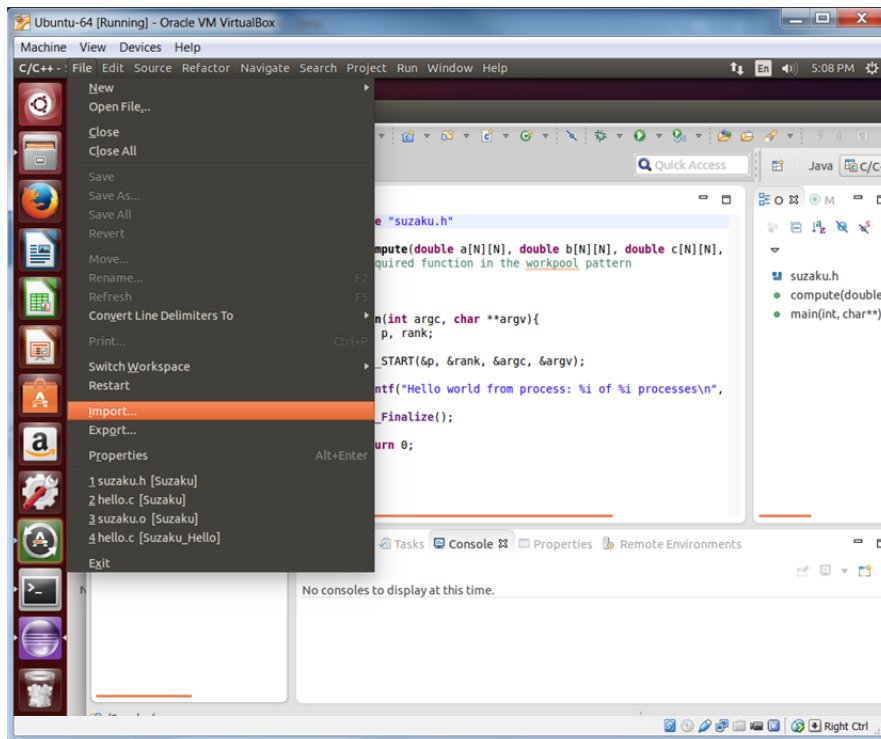 Ubuntu-64 [Running] - Oracle VM VirtualBox
Machine View Devices Help
C/C++ - File Edit Source Refactor Navigate Search Project Run Window Help En 5:08 PM
New
Open File...
Close
Close All
Save
Save As...
Save All
Revert
Move...
Rename... F2
Refresh F5
Convert Line Delimiters To
Print... Ctrl+P
Switch Workspace
Restart
Import...
Export...
Properties Alt+Enter
1 suzaku.h [Suzaku]
2 hello.c [Suzaku]
3 suzaku.o [Suzaku]
4 hello.c [Suzaku_Hello]
Exit
Quick Access Java C/C
e "suzaku.h"
mpute(double a[N][N], double b[N][N], double c[N][N],
quired function in the workpool pattern
n(int argc, char **argv){
p, rank;
_START(&p, &rank, &argc, &argv);
ntf("Hello world from process: %i of %i processes\n",
_Finalize();
urn 0;
O M
suzaku.h
compute(double
main(int, char**)
Tasks Console Properties Remote Environments
No consoles to display at this time.
Right Ctrl